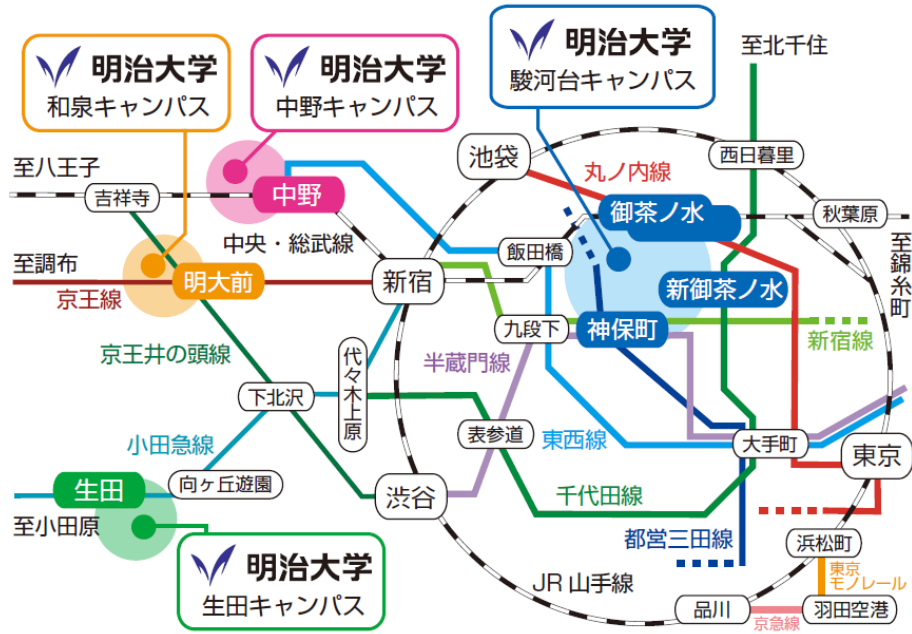 明治大学
和泉キャンパス
明治大学
中野キャンパス
明治大学
駿河台キャンパス
至北千住
至八王子
吉祥寺
中野
池袋
丸ノ内線
西日暮里
御茶ノ水
秋葉原
中央・総武線
飯田橋
至錦糸町
至調布
明大前
新宿
新御茶ノ水
京王線
九段下
神保町
新宿線
京王井の頭線
代々木上原
半蔵門線
下北沢
小田急線
表参道
東西線
大手町
東京
生田
向ヶ丘遊園
渋谷
千代田線
至小田原
都営三田線
浜松町
明治大学
生田キャンパス
JR山手線
東京
モノレール
品川
京急線
羽田空港